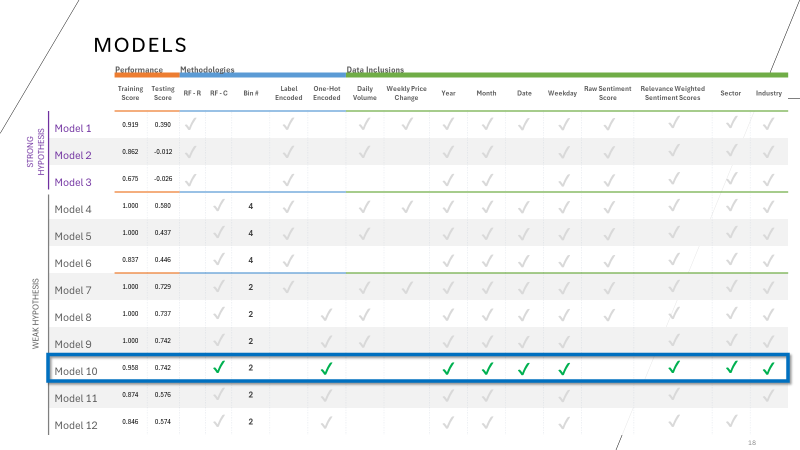 MODELS
Performance Methodologies Data Inclusions
Training Score Testing Score RF - R RF - C Bin # Label Encoded One-Hot Encoded Daily Volume Weekly Price Change Year Month Date Weekday Raw Sentiment Score Relevance Weighted Sentiment Scores Sector Industry
STRONG HYPOTHESIS
Model 1 0.919 0.390 ✓ ✓ ✓ ✓ ✓ ✓ ✓ ✓ ✓ ✓ ✓ ✓
Model 2 0.862 -0.012 ✓ ✓ ✓ ✓ ✓ ✓ ✓ ✓ ✓ ✓ ✓
Model 3 0.675 -0.026 ✓ ✓ ✓ ✓ ✓ ✓ ✓ ✓ ✓ ✓
WEAK HYPOTHESIS
Model 4 1.000 0.580 ✓ 4 ✓ ✓ ✓ ✓ ✓ ✓ ✓ ✓ ✓ ✓ ✓
Model 5 1.000 0.437 ✓ 4 ✓ ✓ ✓ ✓ ✓ ✓ ✓ ✓ ✓ ✓
Model 6 0.837 0.446 ✓ 4 ✓ ✓ ✓ ✓ ✓ ✓ ✓ ✓ ✓
Model 7 1.000 0.729 ✓ 2 ✓ ✓ ✓ ✓ ✓ ✓ ✓ ✓ ✓ ✓ ✓
Model 8 1.000 0.737 ✓ 2 ✓ ✓ ✓ ✓ ✓ ✓ ✓ ✓ ✓ ✓
Model 9 1.000 0.742 ✓ 2 ✓ ✓ ✓ ✓ ✓ ✓ ✓ ✓ ✓
Model 10 0.958 0.742 ✓ 2 ✓ ✓ ✓ ✓ ✓ ✓ ✓ ✓
Model 11 0.874 0.576 ✓ 2 ✓ ✓ ✓ ✓ ✓ ✓ ✓
Model 12 0.846 0.574 ✓ 2 ✓ ✓ ✓ ✓ ✓ ✓
18